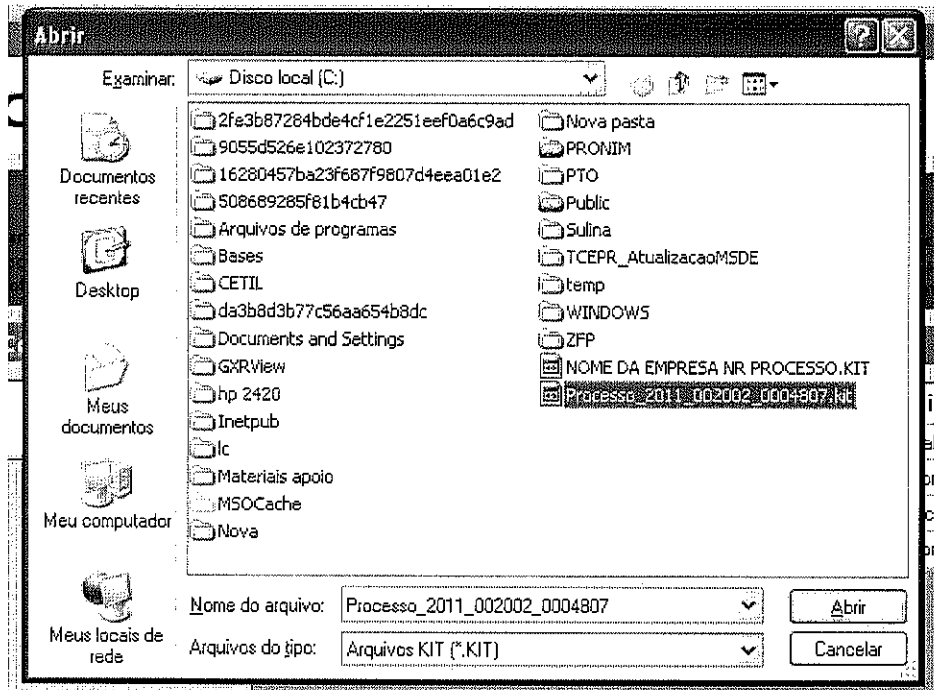 Abrir
Examinar: Disco local (C:)
Documentos
recentes
Desktop
Meus
documentos
Meu computador
Meus locais de
rede
2fe3b87284bde4cf1e2251eef0a6c9ad
9055d526e102372780
16280457ba23f687f9807d4eea01e2
508689285f81b4cb47
Arquivos de programas
Bases
CETIL
da3b8d3b77c56aa654b8dc
Documents and Settings
GXRView
hp 2420
Inetpub
lc
Materiais apoio
MSOCache
Nova
Nova pasta
PRONIM
PTO
Public
Sulina
TCEPR_AtualizacaoMSDE
temp
WINDOWS
ZFP
NOME DA EMPRESA NR PROCESSO.KIT
Processo_2011_002002_0004807.kit
Nome do arquivo: Processo_2011_002002_0004807 Abrir
Arquivos do tipo: Arquivos KIT (*.KIT) Cancelar